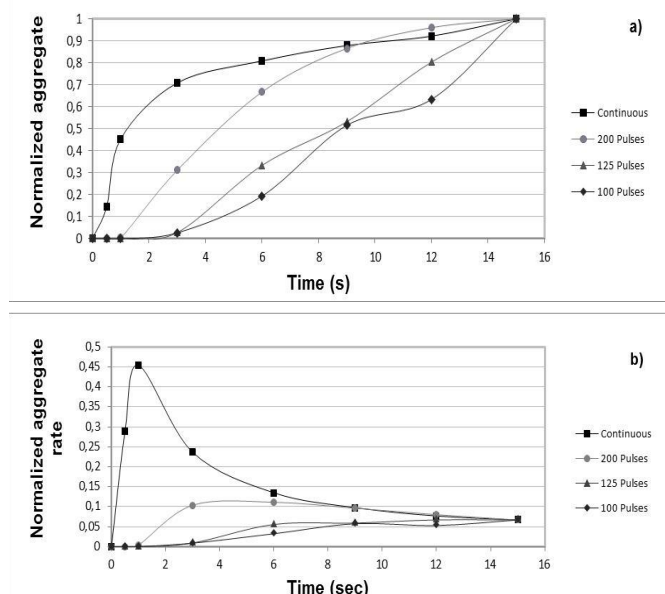 a)
Normalized aggregate
1
0,9
0,8
0,7
0,6
0,5
0,4
0,3
0,2
0,1
0
0 2 4 6 8 10 12 14 16
Time (s)
Continuous
200 Pulses
125 Pulses
100 Pulses
b)
Normalized aggregate
rate
0,5
0,45
0,4
0,35
0,3
0,25
0,2
0,15
0,1
0,05
0
0 2 4 6 8 10 12 14 16
Time (sec)
Continuous
200 Pulses
125 Pulses
100 Pulses